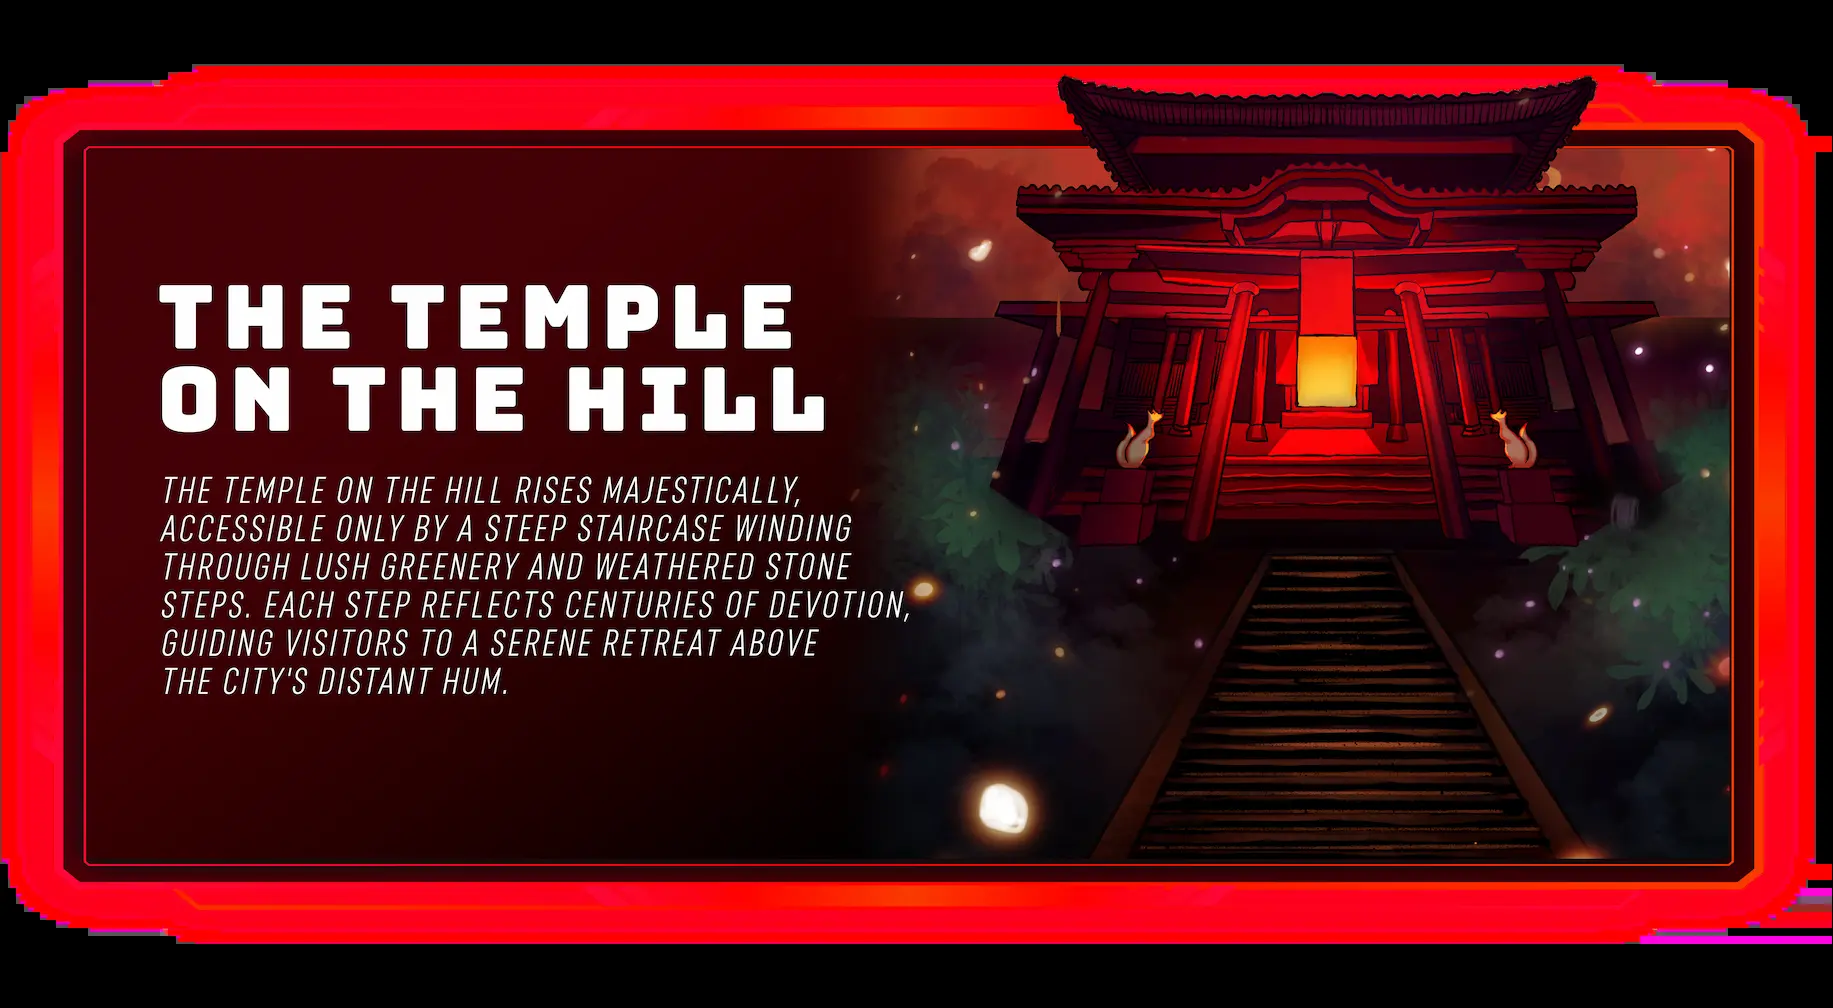 THE TEMPLE
ON THE HILL
THE TEMPLE ON THE HILL RISES MAJESTICALLY,
ACCESSIBLE ONLY BY A STEEP STAIRCASE WINDING
THROUGH LUSH GREENERY AND WEATHERED STONE
STEPS. EACH STEP REFLECTS CENTURIES OF DEVOTION,
GUIDING VISITORS TO A SERENE RETREAT ABOVE
THE CITY'S DISTANT HUM.